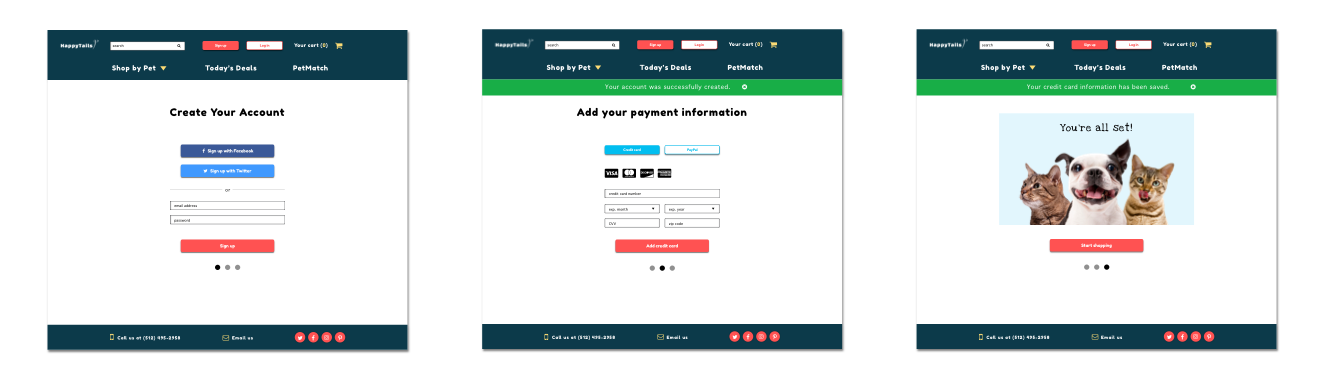 HappyTails
search
Sign up
Login
Your cart (0)
Shop by Pet
Today's Deals
PetMatch
Create Your Account
f Sign up with Facebook
Sign up with Twitter
or
email address
password
Sign up
Call us at (512) 495-2958
Email us
HappyTails
search
Sign up
Login
Your cart (0)
Shop by Pet
Today's Deals
PetMatch
Your account was successfully created.
Add your payment information
Credit card
PayPal
VISA
DISCOVER
AMERICAN EXPRESS
credit card number
exp. month
exp. year
CVV
zip code
Add credit card
Call us at (512) 495-2958
Email us
HappyTails
search
Sign up
Login
Your cart (0)
Shop by Pet
Today's Deals
PetMatch
Your credit card information has been saved.
You're all set!
Start shopping
Call us at (512) 495-2958
Email us